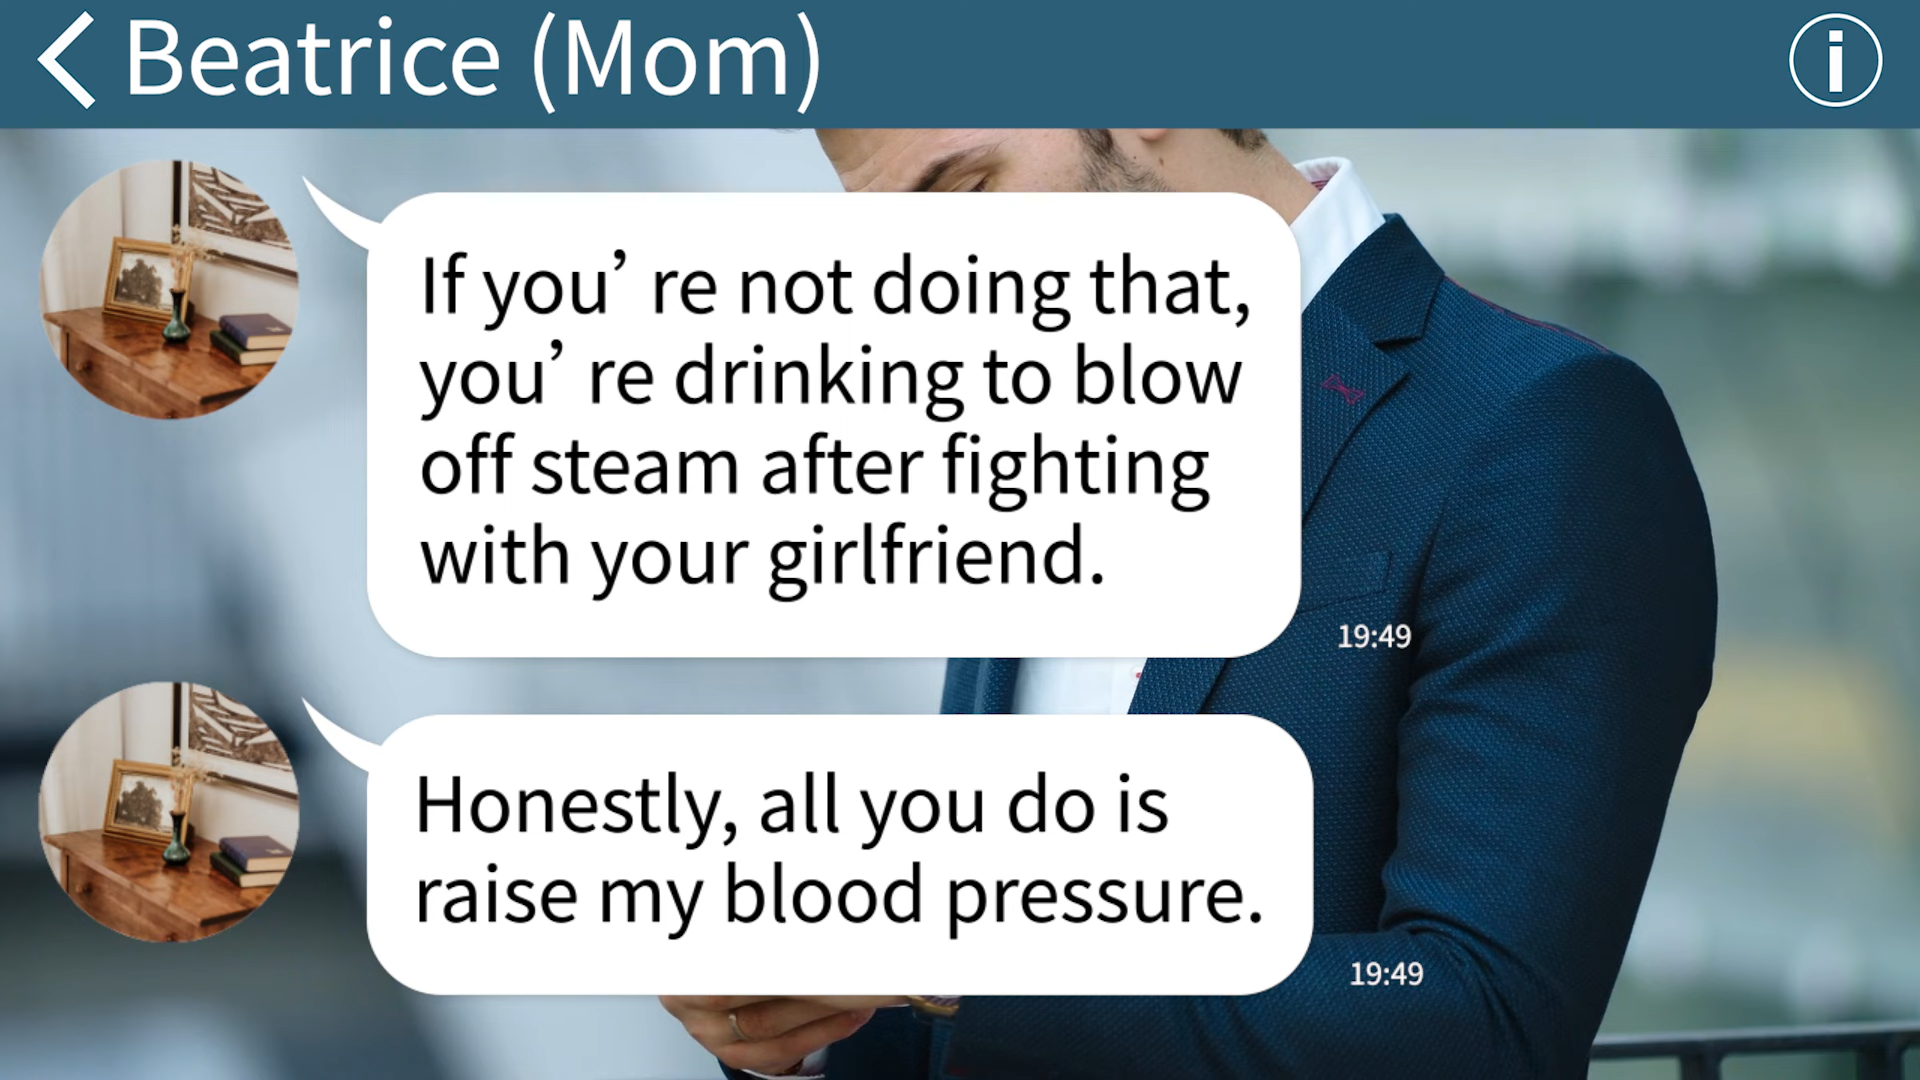 Beatrice (Mom)
If you’ re not doing that,
you’ re drinking to blow
off steam after fighting
with your girlfriend.
19:49
Honestly, all you do is
raise my blood pressure.
19:49